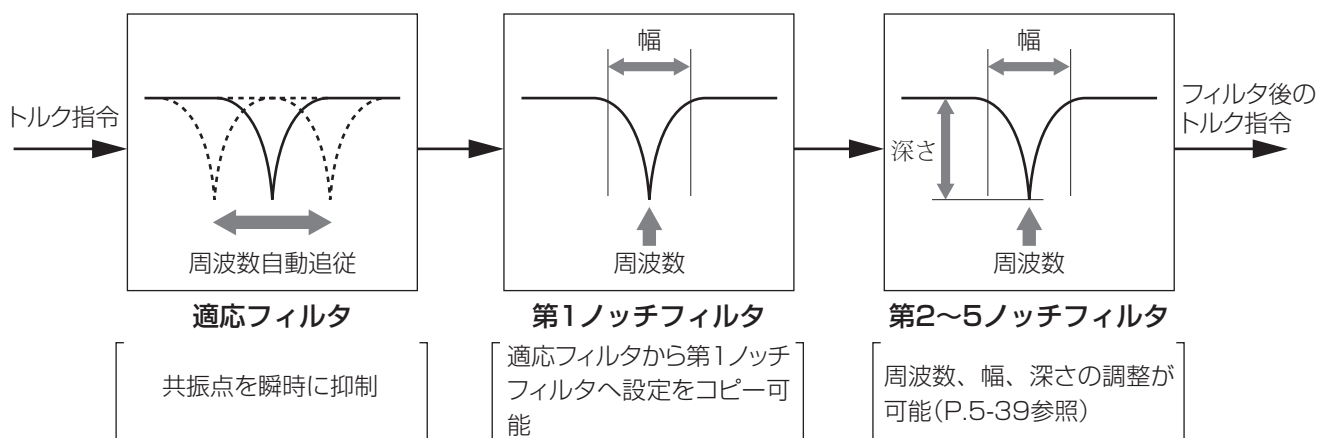 トルク指令
周波数自動追従
適応フィルタ
共振点を瞬時に抑制
幅
周波数
第1ノッチフィルタ
適応フィルタから第1ノッチ
フィルタへ設定をコピー可
能
幅
深さ
周波数
第2〜5ノッチフィルタ
周波数、幅、深さの調整が
可能(P.5-39参照)
フィルタ後の
トルク指令